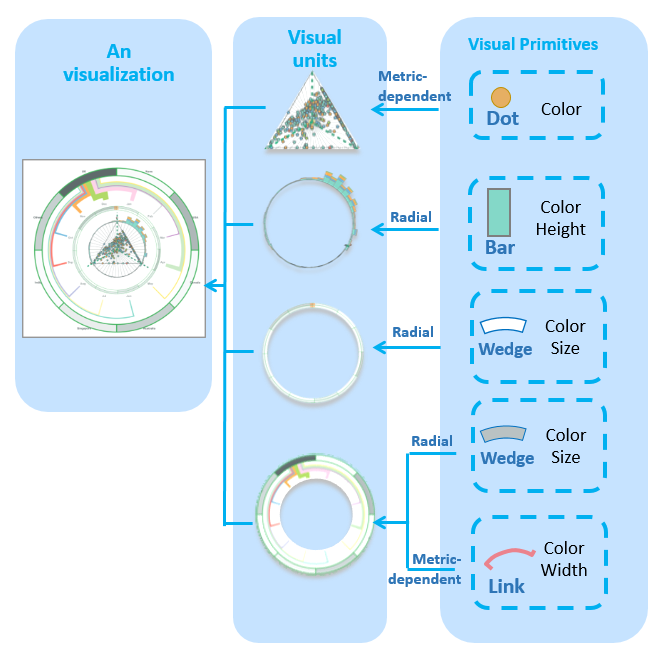 An
visualization
Visual
units
Visual Primitives
Metric-
dependent
Dot
Color
Radial
Bar
Color
Height
Radial
Wedge
Color
Size
Radial
Wedge
Color
Size
Metric-
dependent
Link
Color
Width